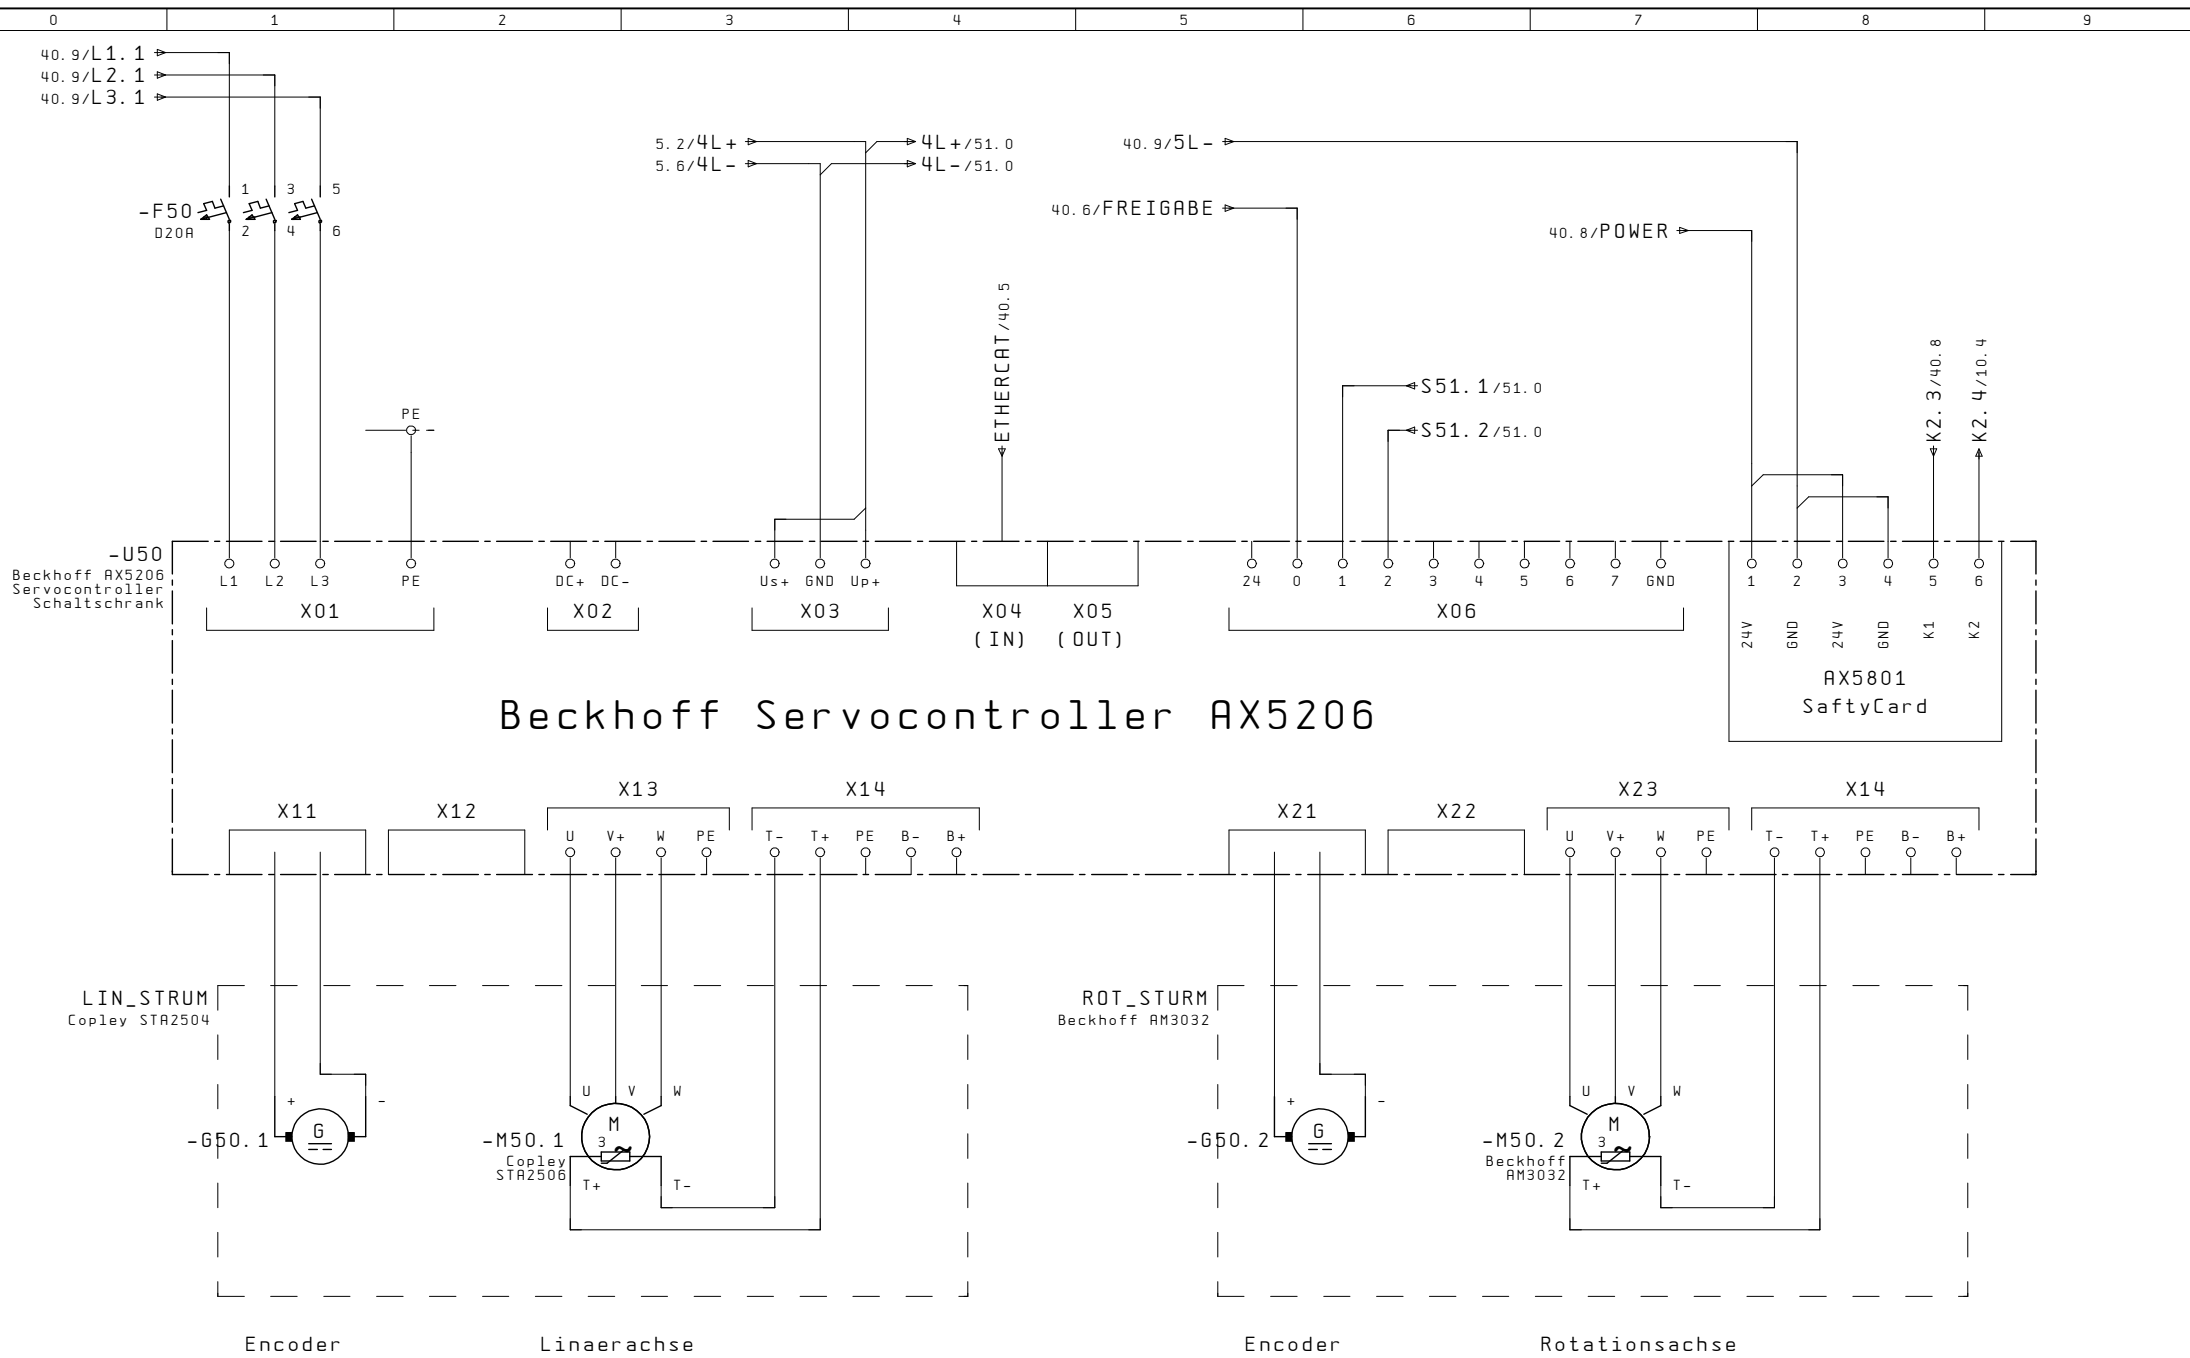 0 1 2 3 4 5 6 7 8 9
40.9/L1.1
40.9/L2.1
40.9/L3.1
5.2/4L+ 4L+/51.0
5.6/4L- 4L-/51.0
40.9/5L-
40.6/FREIGABE
40.8/POWER
1 3 5
-F50
D20A
2 4 6
ETHERCAT/40.5
S51.1/51.0
S51.2/51.0
K2.3/40.8
K2.4/10.4
PE
-U50
Beckhoff AX5206
Servocontroller
Schaltschrank
L1 L2 L3 PE DC+ DC- Us+ GND Up+ 24 0 1 2 3 4 5 6 7 GND 1 2 3 4 5 6
X01 X02 X03 X04 X05 X06
(IN) (OUT)
24V GND 24V GND K1 K2
AX5801
SaftyCard
Beckhoff Servocontroller AX5206
X13 X14 X23 X14
X11 X12 X21 X22
U V+ W PE T- T+ PE B- B+ U V+ W PE T- T+ PE B- B+
LIN_STRUM
Copley STA2504
ROT_STURM
Beckhoff AM3032
U V W
+ -
-G50.1 G
-M50.1
Copley
STA2506
M
3
T+ T-
U V W
+ -
-G50.2 G
-M50.2
Beckhoff
AM3032
M
3
T+ T-
Encoder Linaerachse Encoder Rotationsachse